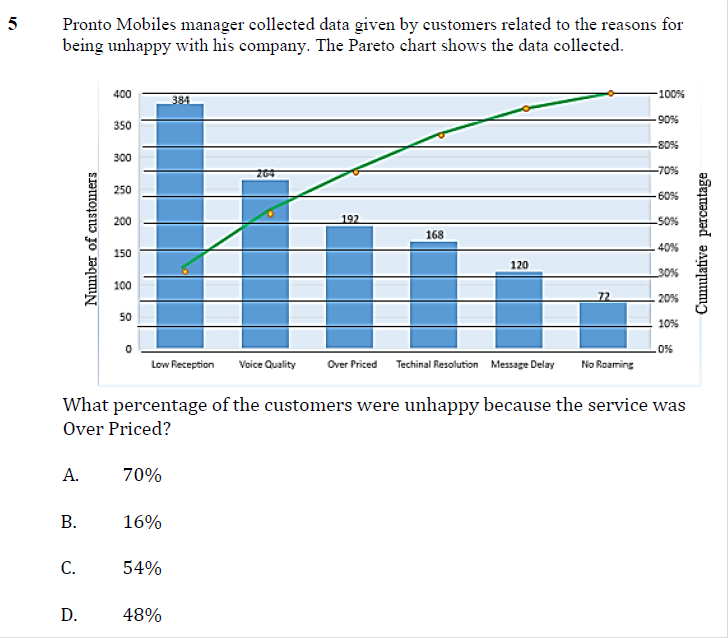 5 Pronto Mobiles manager collected data given by customers related to the reasons for
being unhappy with his company. The Pareto chart shows the data collected.
400
350
300
250
200
150
100
50
0
Number of customers
384
264
192
168
120
72
100%
90%
80%
70%
60%
50%
40%
30%
20%
10%
0%
Cumulative percentage
Low Reception Voice Quality Over Priced Techinal Resolution Message Delay No Roaming
What percentage of the customers were unhappy because the service was
Over Priced?
A. 70%
B. 16%
C. 54%
D. 48%